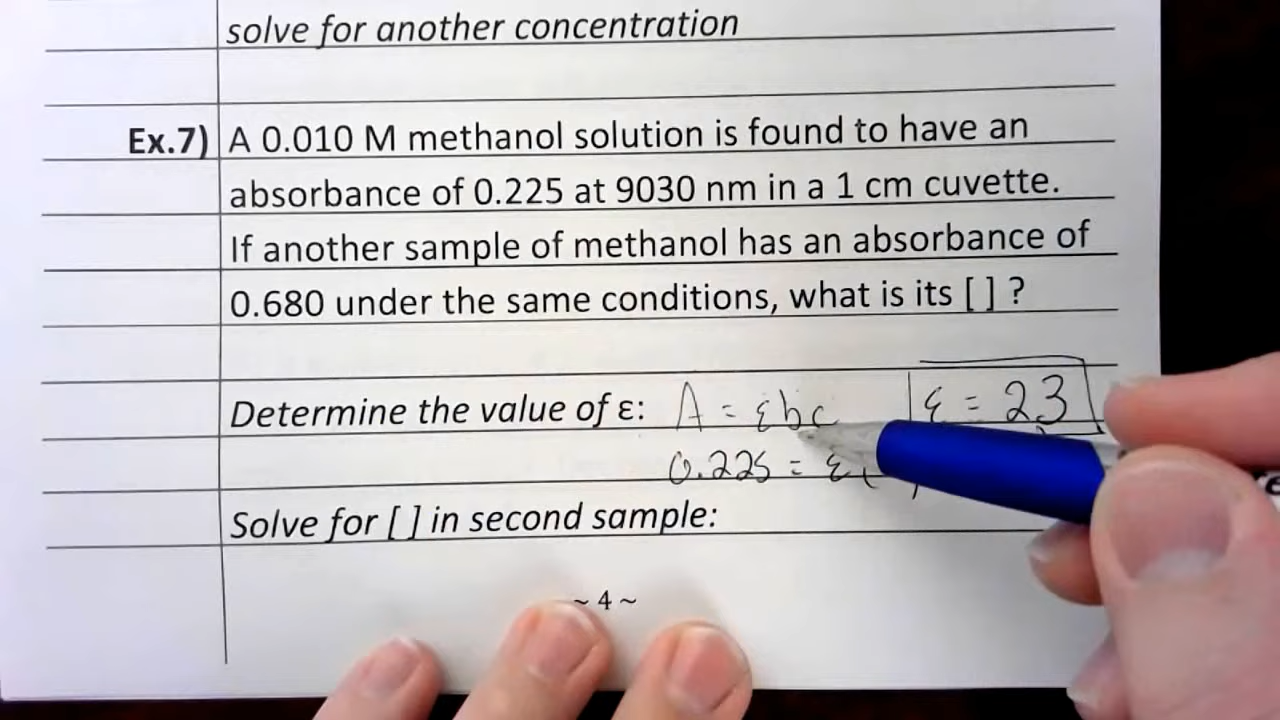 solve for another concentration
Ex.7) A 0.010 M methanol solution is found to have an
absorbance of 0.225 at 9030 nm in a 1 cm cuvette.
If another sample of methanol has an absorbance of
0.680 under the same conditions, what is its [ ] ?
Determine the value of ε: A = εbc ε = 23
0.225 = ε(
Solve for [ ] in second sample:
~ 4 ~